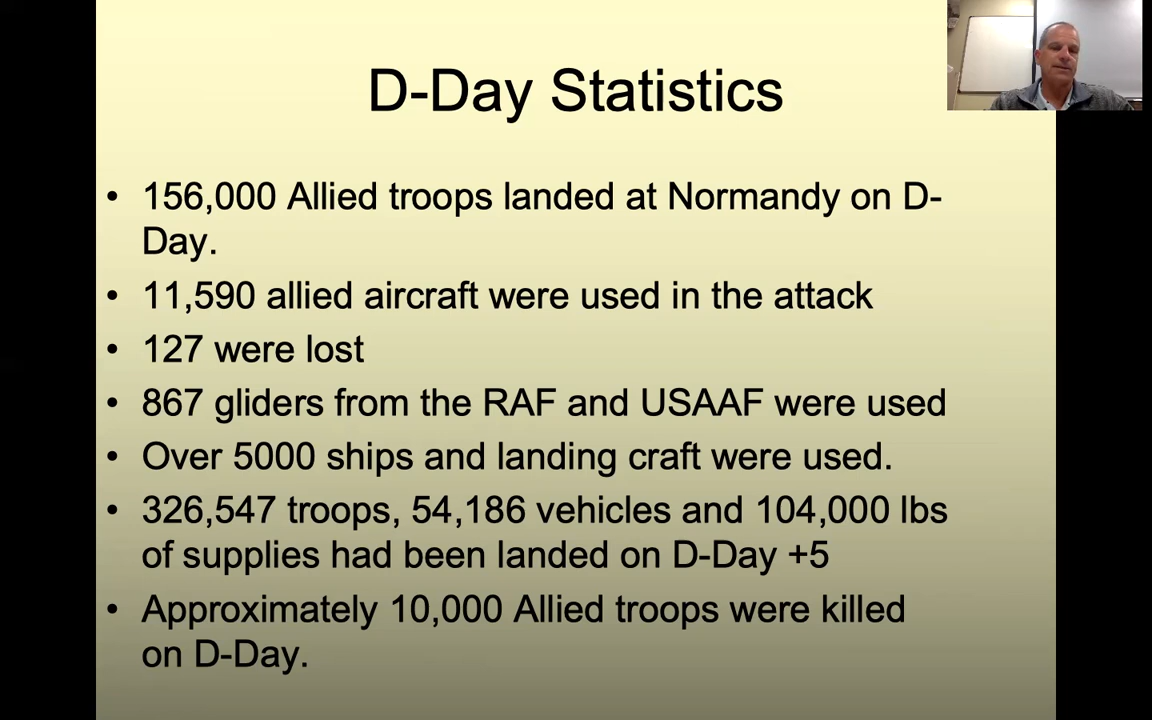 D-Day Statistics
• 156,000 Allied troops landed at Normandy on D-
Day.
• 11,590 allied aircraft were used in the attack
• 127 were lost
• 867 gliders from the RAF and USAAF were used
• Over 5000 ships and landing craft were used.
• 326,547 troops, 54,186 vehicles and 104,000 lbs
of supplies had been landed on D-Day +5
• Approximately 10,000 Allied troops were killed
on D-Day.